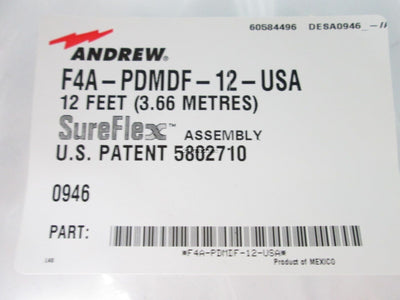 60584496 DESA0946
ANDREW®
F4A-PDMDF-12-USA
12 FEET (3.66 METRES)
SureFlex™ ASSEMBLY
U.S. PATENT 5802710
0946
PART:
*F4A-PDMDF-12-USA*
Product of MEXICO